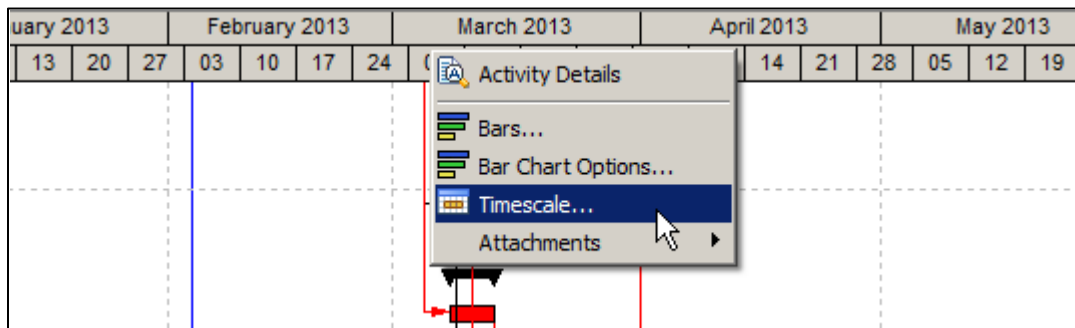 uary 2013 February 2013 March 2013 April 2013 May 2013
13 20 27 03 10 17 24 0 14 21 28 05 12 19
Activity Details
Bars...
Bar Chart Options...
Timescale...
Attachments